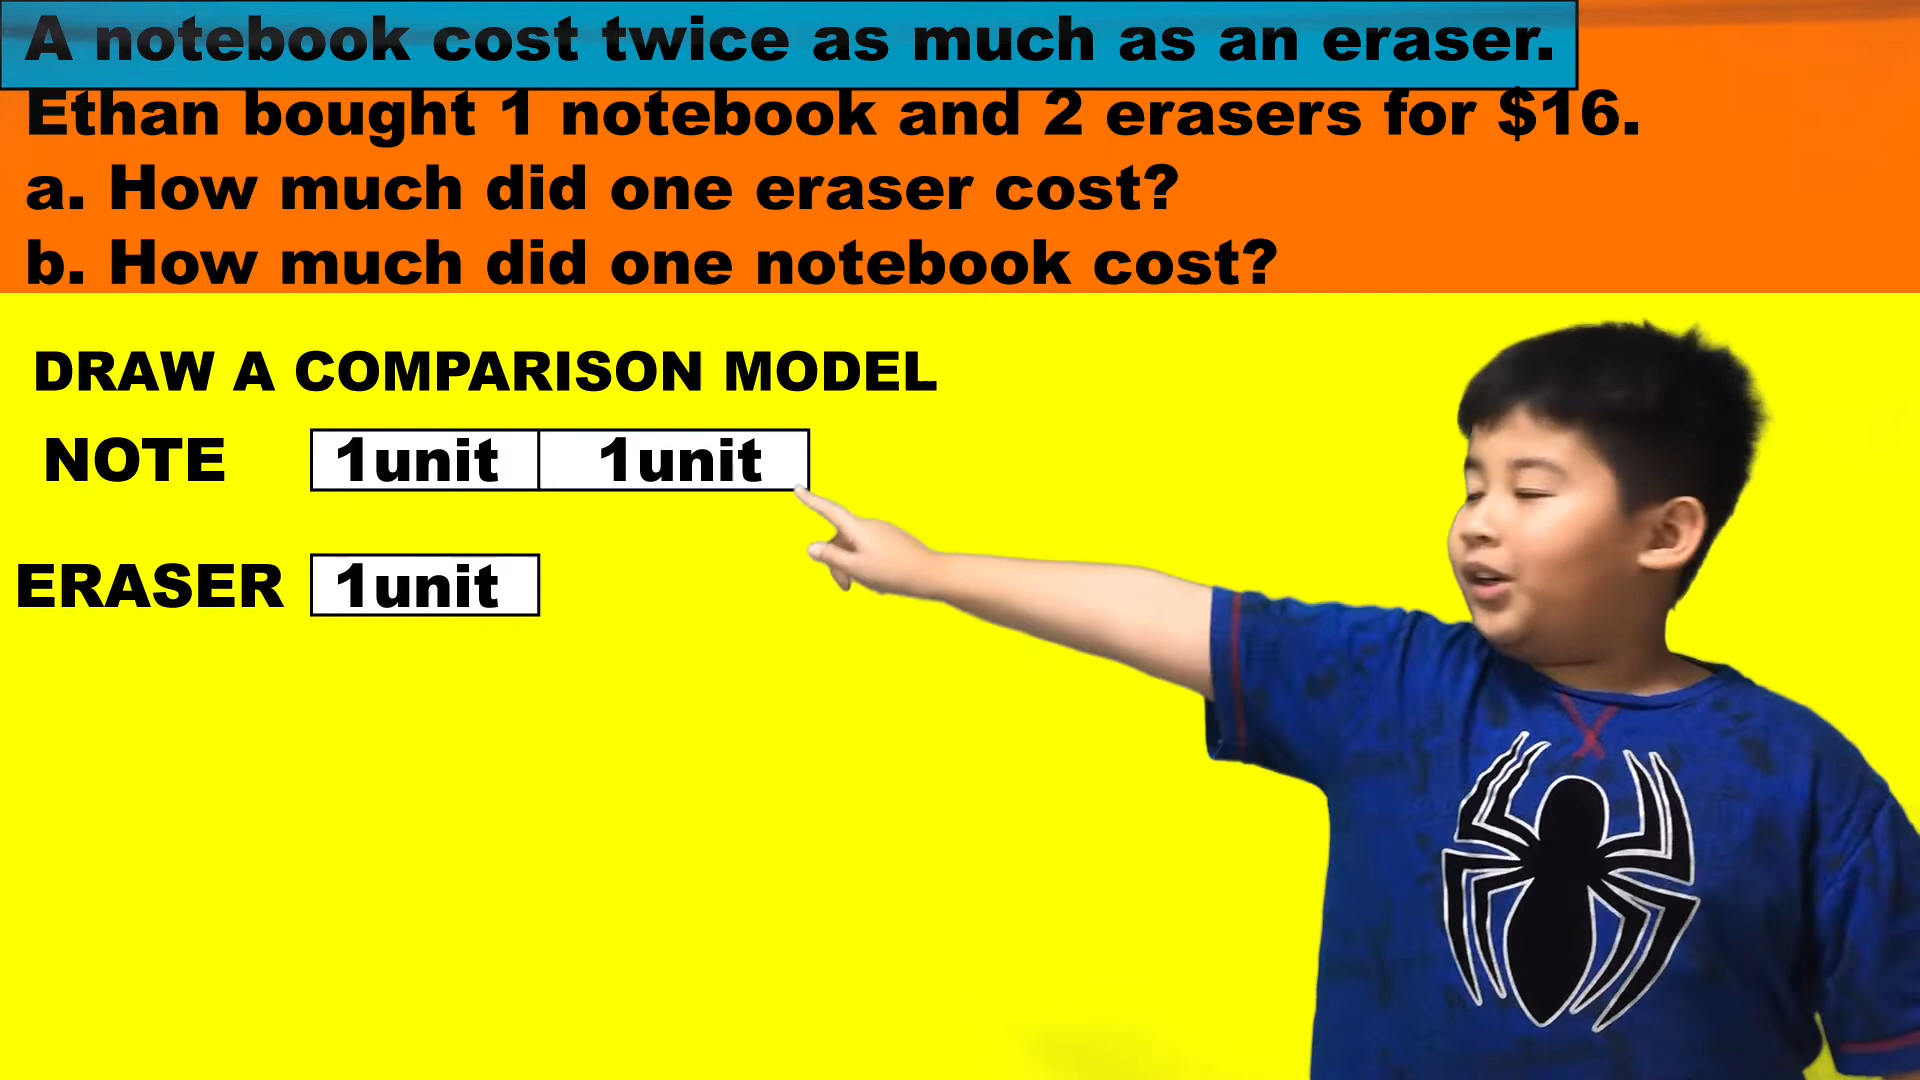 A notebook cost twice as much as an eraser.
Ethan bought 1 notebook and 2 erasers for $16.
a. How much did one eraser cost?
b. How much did one notebook cost?
DRAW A COMPARISON MODEL
NOTE 1unit 1unit
ERASER 1unit